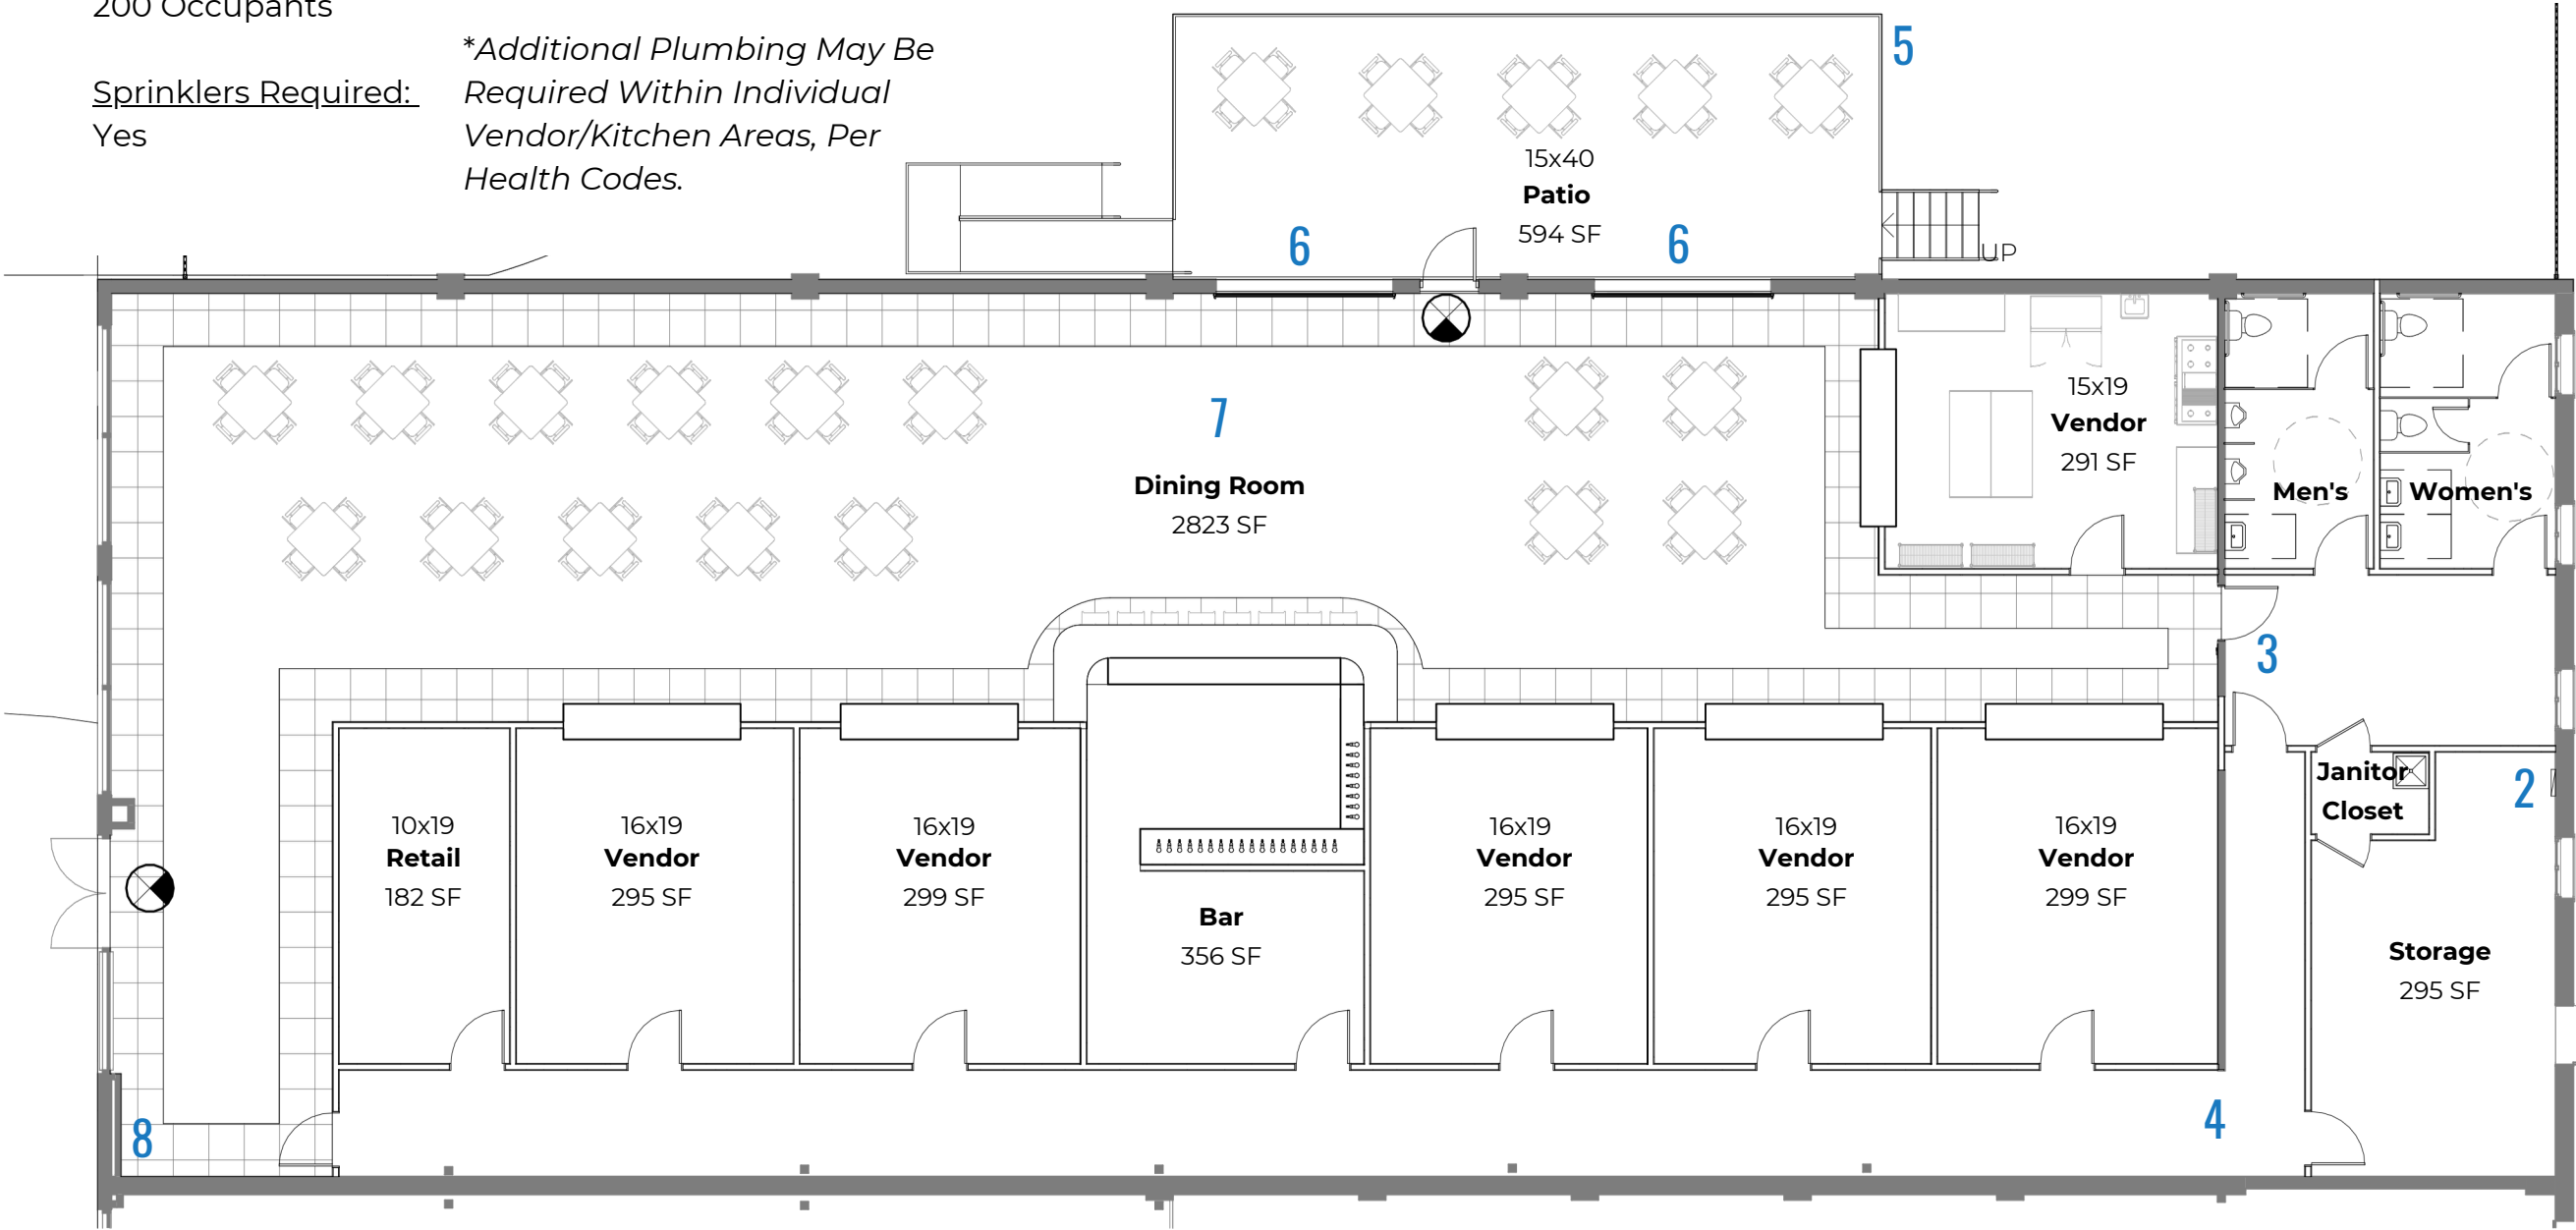 200 Occupants
Sprinklers Required:
Yes
*Additional Plumbing May Be
Required Within Individual
Vendor/Kitchen Areas, Per
Health Codes.
5
15x40
Patio
594 SF
6
6
UP
7
Dining Room
2823 SF
15x19
Vendor
291 SF
Men's
Women's
3
Janitor
Closet
2
10x19
Retail
182 SF
16x19
Vendor
295 SF
16x19
Vendor
299 SF
Bar
356 SF
16x19
Vendor
295 SF
16x19
Vendor
295 SF
16x19
Vendor
299 SF
Storage
295 SF
4
8